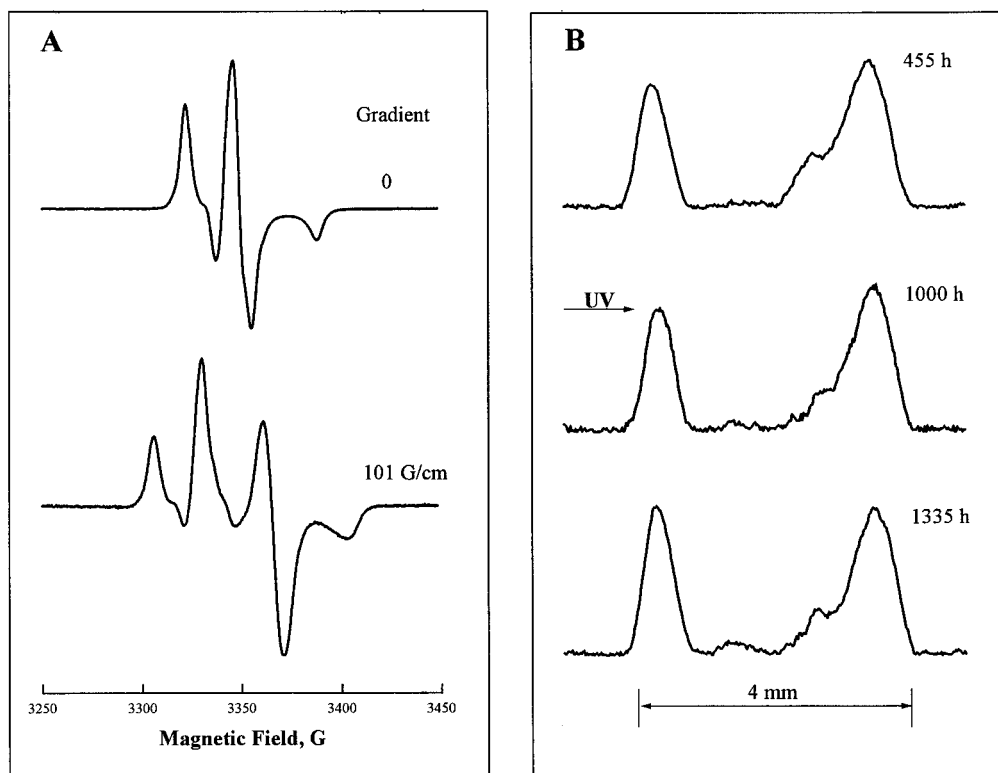 A
Gradient
0
101 G/cm
3250 3300 3350 3400 3450
Magnetic Field, G
B
455 h
UV
1000 h
1335 h
4 mm